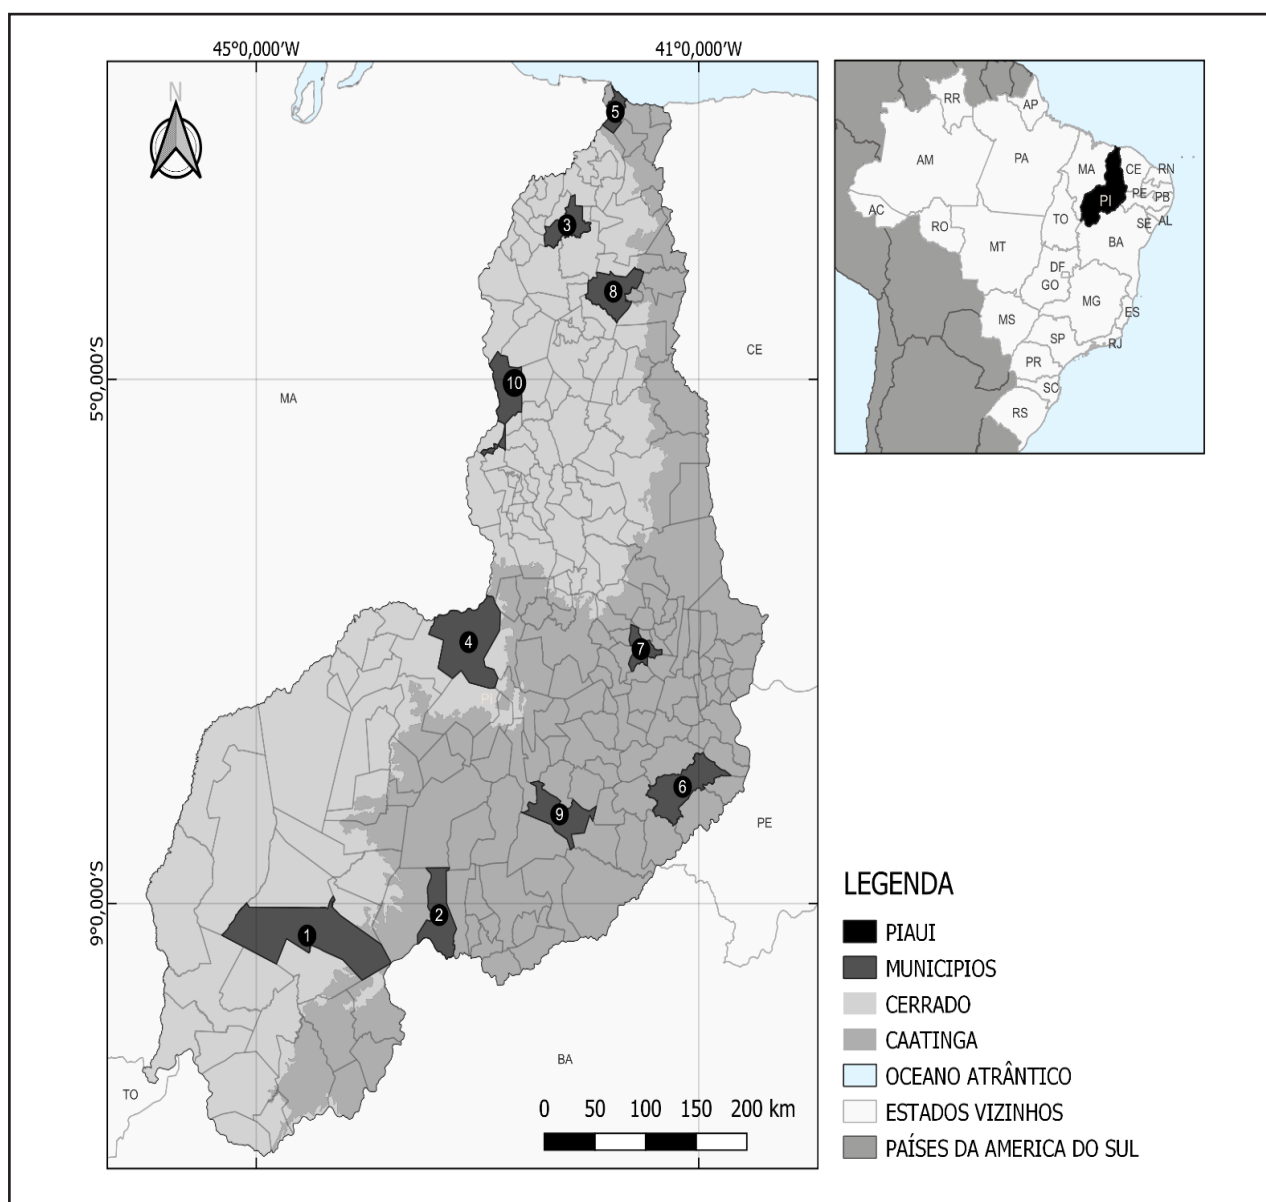 45°0,000'W
41°0,000'W
N
5
3
8
10
CE
MA
5°0,000'S
4
7
PI
6
9
PE
2
9°0,000'S
1
BA
TO
0 50 100 150 200 km
RR
AP
AM
PA
MA
CE
RN
PE
PB
PI
AC
TO
AL
SE
RO
BA
MT
DF
GO
MG
MS
ES
SP
RJ
PR
SC
RS
LEGENDA
PIAUI
MUNICIPIOS
CERRADO
CAATINGA
OCEANO ATRÂNTICO
ESTADOS VIZINHOS
PAÍSES DA AMERICA DO SUL